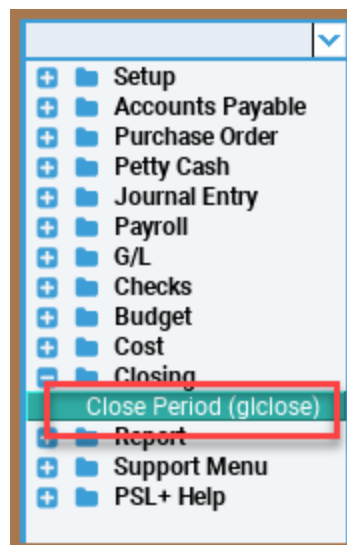 Setup
Accounts Payable
Purchase Order
Petty Cash
Journal Entry
Payroll
G/L
Checks
Budget
Cost
Closing
Close Period (glclose)
Report
Support Menu
PSL+ Help